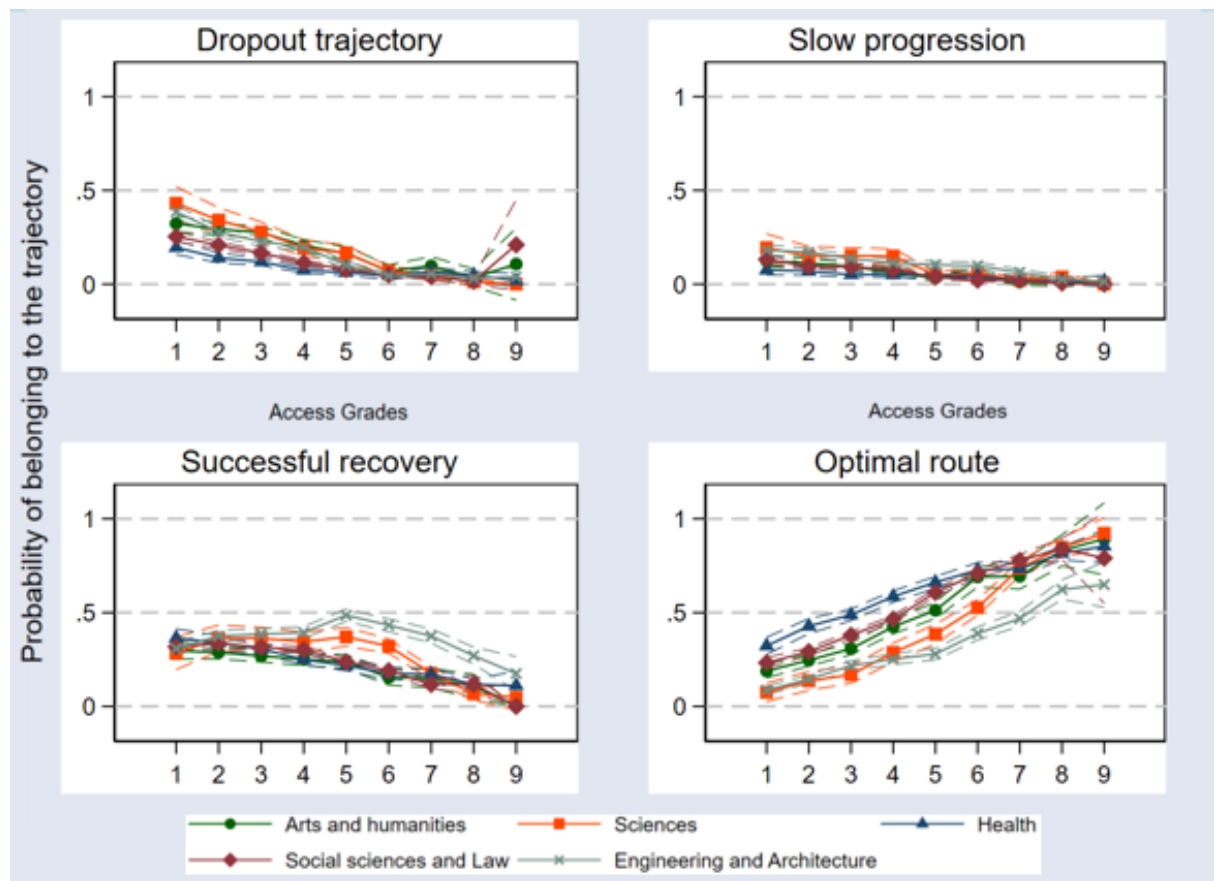 Probability of belonging to the trajectory
Dropout trajectory
1
.5
0
1 2 3 4 5 6 7 8 9
Access Grades
Slow progression
1
.5
0
1 2 3 4 5 6 7 8 9
Access Grades
Successful recovery
1
.5
0
1 2 3 4 5 6 7 8 9
Optimal route
1
.5
0
1 2 3 4 5 6 7 8 9
Arts and humanities Sciences Health
Social sciences and Law Engineering and Architecture